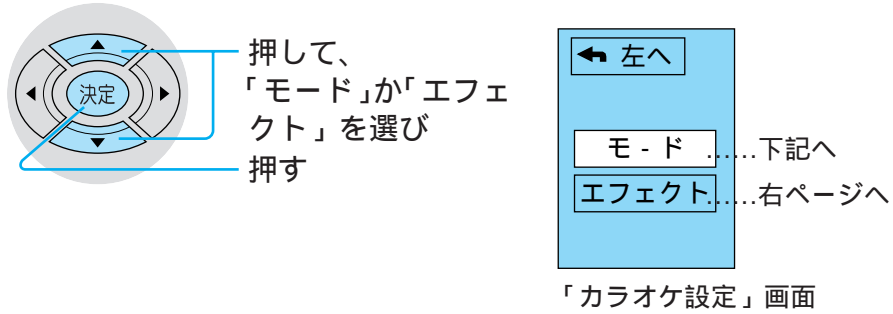 決定
押して、
「モード」か「エフェ
クト」を選び
押す
左へ
モ-ド ……下記へ
エフェクト ……右ページへ
「カラオケ設定」画面